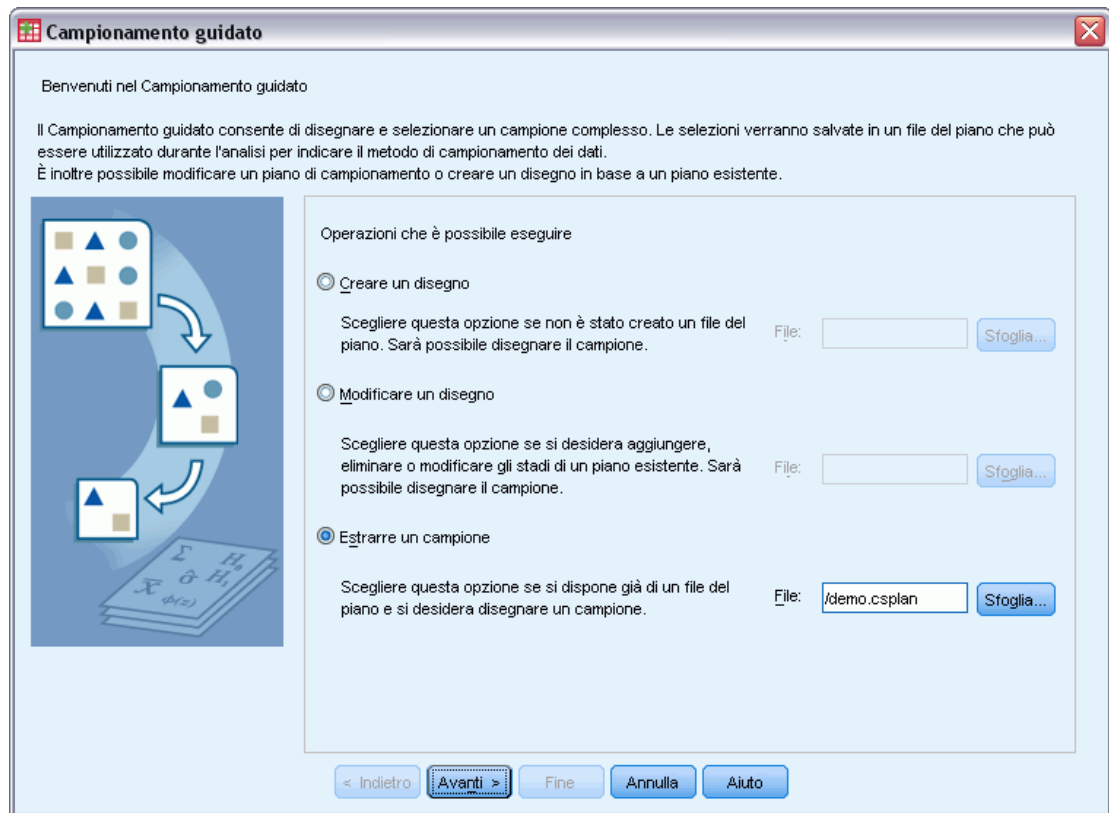 Campionamento guidato
Benvenuti nel Campionamento guidato
Il Campionamento guidato consente di disegnare e selezionare un campione complesso. Le selezioni verranno salvate in un file del piano che può
essere utilizzato durante l'analisi per indicare il metodo di campionamento dei dati.
È inoltre possibile modificare un piano di campionamento o creare un disegno in base a un piano esistente.
Operazioni che è possibile eseguire
Creare un disegno
Scegliere questa opzione se non è stato creato un file del
piano. Sarà possibile disegnare il campione.
File:
Sfoglia...
Modificare un disegno
Scegliere questa opzione se si desidera aggiungere,
eliminare o modificare gli stadi di un piano esistente. Sarà
possibile disegnare il campione.
File:
Sfoglia...
Estrarre un campione
Scegliere questa opzione se si dispone già di un file del
piano e si desidera disegnare un campione.
File:
/demo.csplan
Sfoglia...
Σ H₀
x̄ σ̂ H₁
Φ(z)
< Indietro
Avanti >
Fine
Annulla
Aiuto